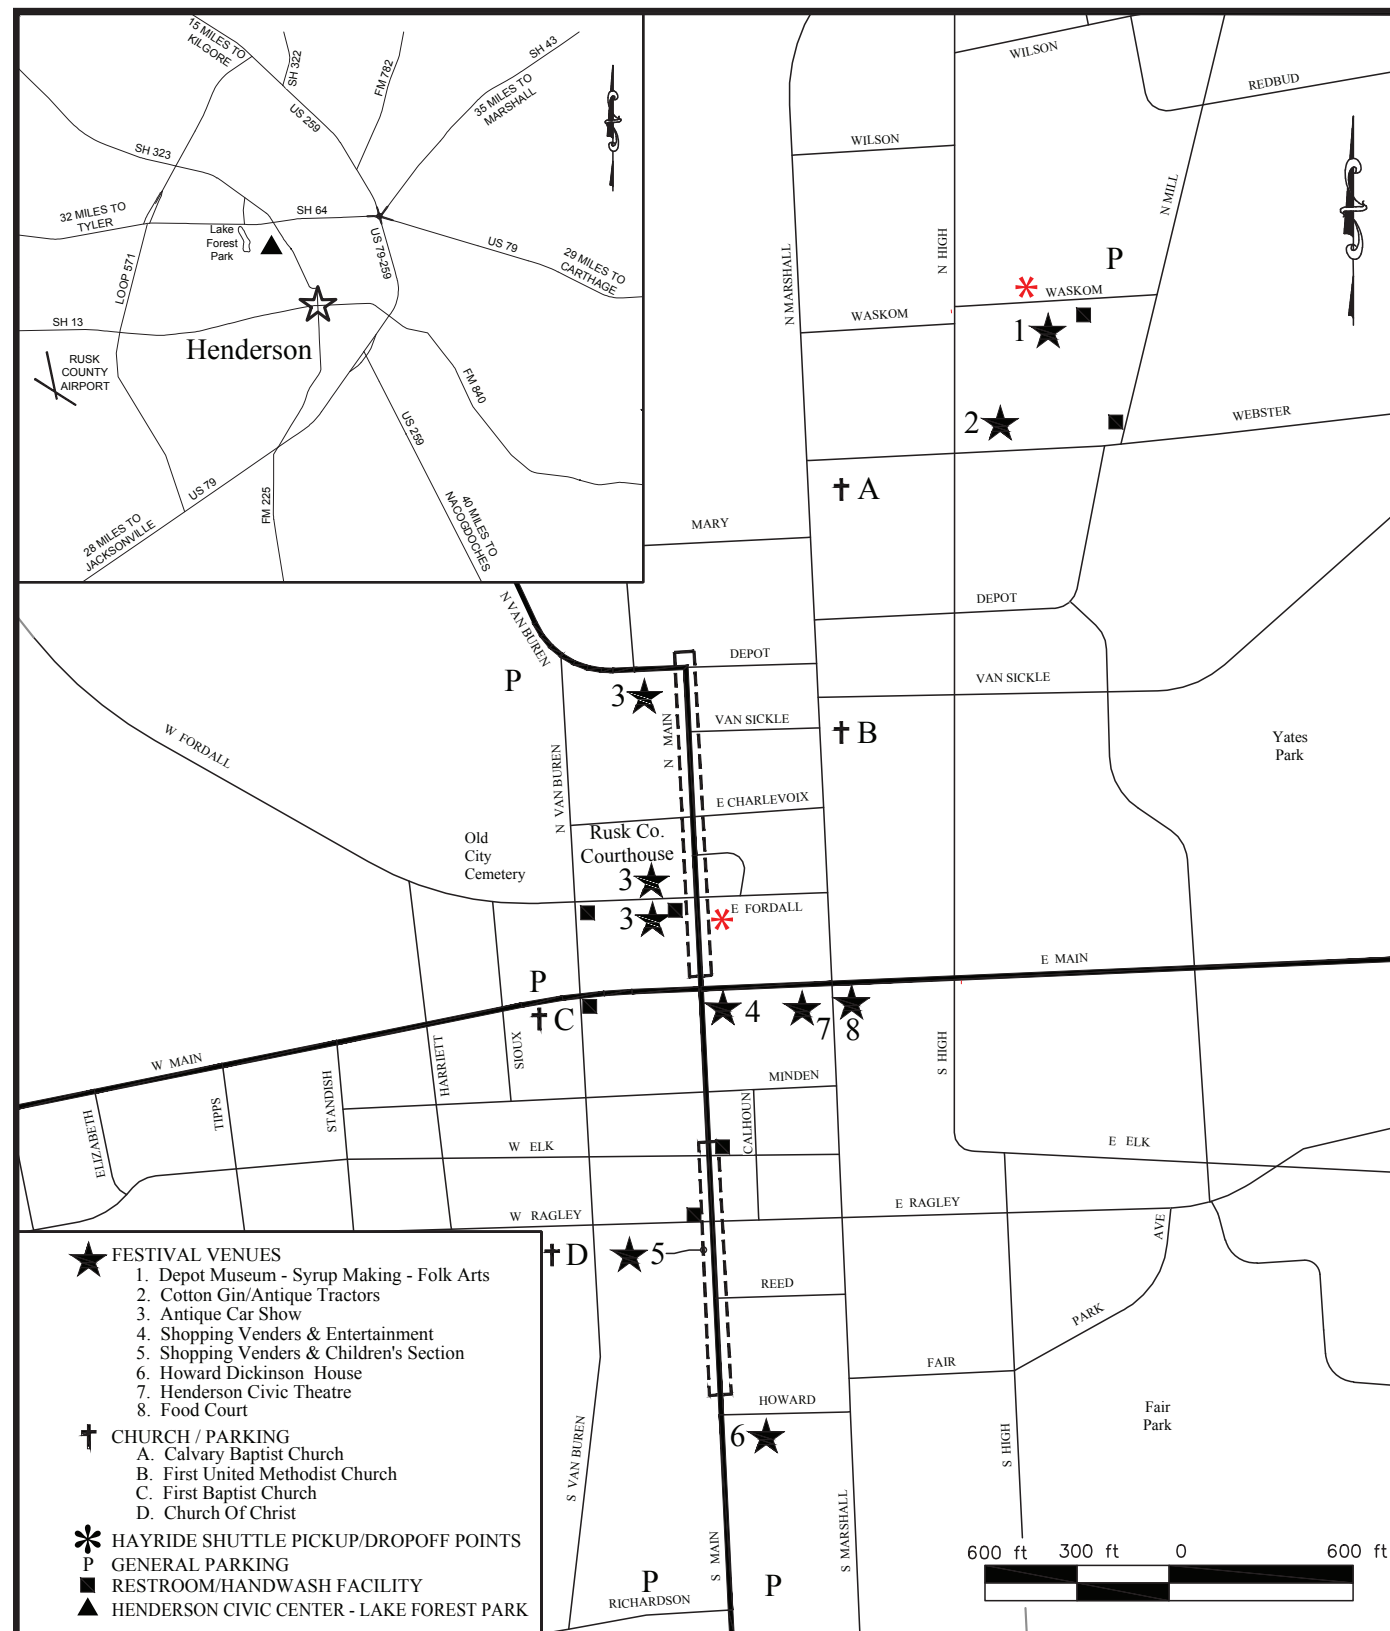 15 MILES TO
KILGORE
SH 322
FM 782
SH 43
35 MILES TO
MARSHALL
US 259
SH 323
32 MILES TO
TYLER
SH 64
Lake
Forest
Park
US 79-259
US 79
29 MILES TO
CARTHAGE
LOOP 571
SH 13
Henderson
RUSK
COUNTY
AIRPORT
FM 840
US 259
US 79
FM 225
28 MILES TO
JACKSONVILLE
40 MILES TO
NACOGDOCHES
WILSON
REDBUD
WILSON
N MILL
N MARSHALL
N HIGH
P
WASKOM
WASKOM
1
2
WEBSTER
A
MARY
N VAN BUREN
DEPOT
P
DEPOT
3
VAN SICKLE
VAN SICKLE
N MAIN
B
Yates
Park
W FORDALL
N VAN BUREN
E CHARLEVOIX
Rusk Co.
Courthouse
Old
City
Cemetery
3
3
E FORDALL
P
E MAIN
C
4
7
8
W MAIN
HARRIETT
SIOUX
S HIGH
MINDEN
ELIZABETH
TIPPS
STANDISH
CALHOUN
W ELK
E ELK
W RAGLEY
E RAGLEY
AVE
D
5
REED
PARK
FAIR
HOWARD
Fair
Park
6
S VAN BUREN
S HIGH
S MAIN
S MARSHALL
P
P
RICHARDSON
600 ft 300 ft 0 600 ft
FESTIVAL VENUES
1. Depot Museum - Syrup Making - Folk Arts
2. Cotton Gin/Antique Tractors
3. Antique Car Show
4. Shopping Venders & Entertainment
5. Shopping Venders & Children's Section
6. Howard Dickinson House
7. Henderson Civic Theatre
8. Food Court
CHURCH / PARKING
A. Calvary Baptist Church
B. First United Methodist Church
C. First Baptist Church
D. Church Of Christ
HAYRIDE SHUTTLE PICKUP/DROPOFF POINTS
P GENERAL PARKING
RESTROOM/HANDWASH FACILITY
HENDERSON CIVIC CENTER - LAKE FOREST PARK